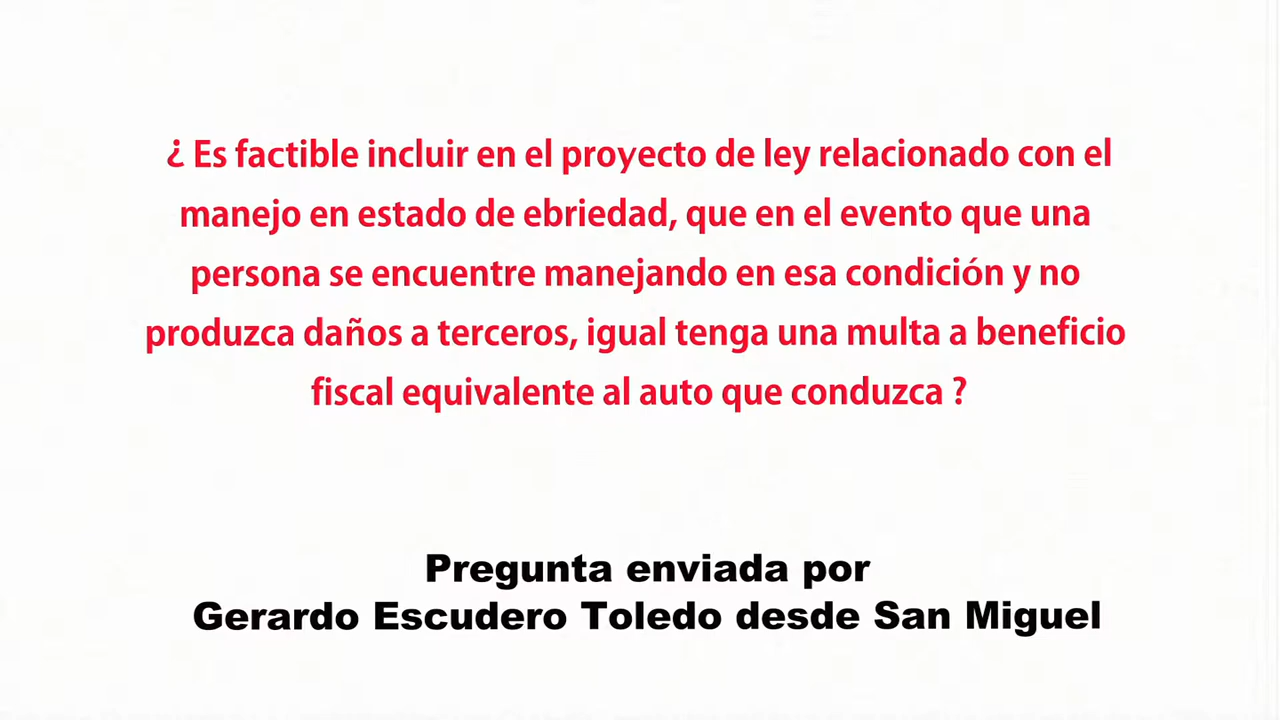 ¿ Es factible incluir en el proyecto de ley relacionado con el
manejo en estado de ebriedad, que en el evento que una
persona se encuentre manejando en esa condición y no
produzca daños a terceros, igual tenga una multa a beneficio
fiscal equivalente al auto que conduzca ?
Pregunta enviada por
Gerardo Escudero Toledo desde San Miguel